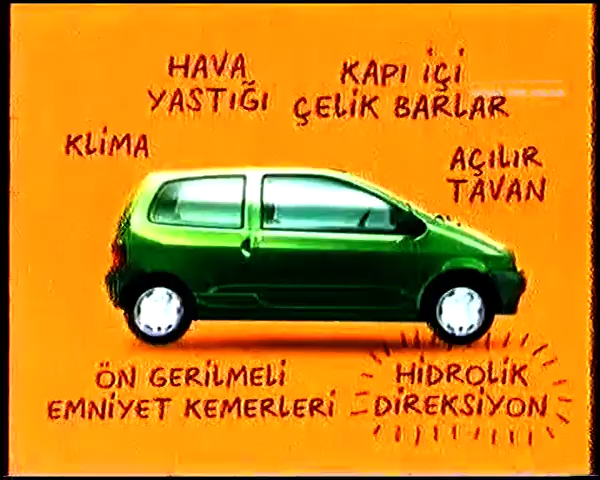 HAVA
YASTIĞI
KAPI İÇİ
ÇELİK BARLAR
KLİMA
AÇILIR
TAVAN
ÖN GERİLMELİ
EMNİYET KEMERLERİ
HİDROLİK
DİREKSİYON